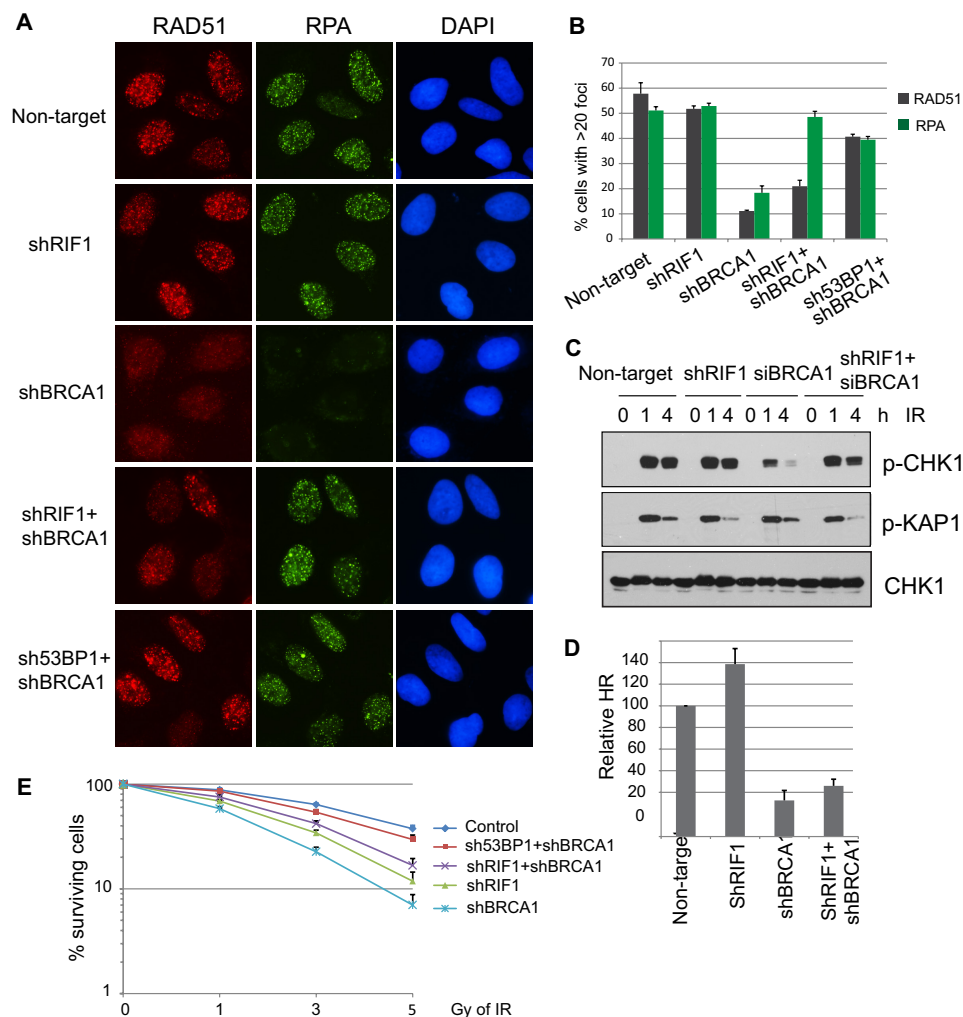 A
RAD51 RPA DAPI
Non-target
shRIF1
shBRCA1
shRIF1+
shBRCA1
sh53BP1+
shBRCA1
B
70
60
50
40
30
20
10
0
% cells with >20 foci
RAD51
RPA
Non-target
shRIF1
shBRCA1
shRIF1+
shBRCA1
sh53BP1+
shBRCA1
C
Non-target shRIF1 siBRCA1 shRIF1+
siBRCA1
0 1 4 0 1 4 0 1 4 0 1 4 h IR
p-CHK1
p-KAP1
CHK1
D
Relative HR
140
120
100
80
60
40
20
0
Non-target
ShRIF1
shBRCA1
ShRIF1+
shBRCA1
E
% surviving cells
100
10
1
0 1 3 5 Gy of IR
Control
sh53BP1+shBRCA1
shRIF1+shBRCA1
shRIF1
shBRCA1